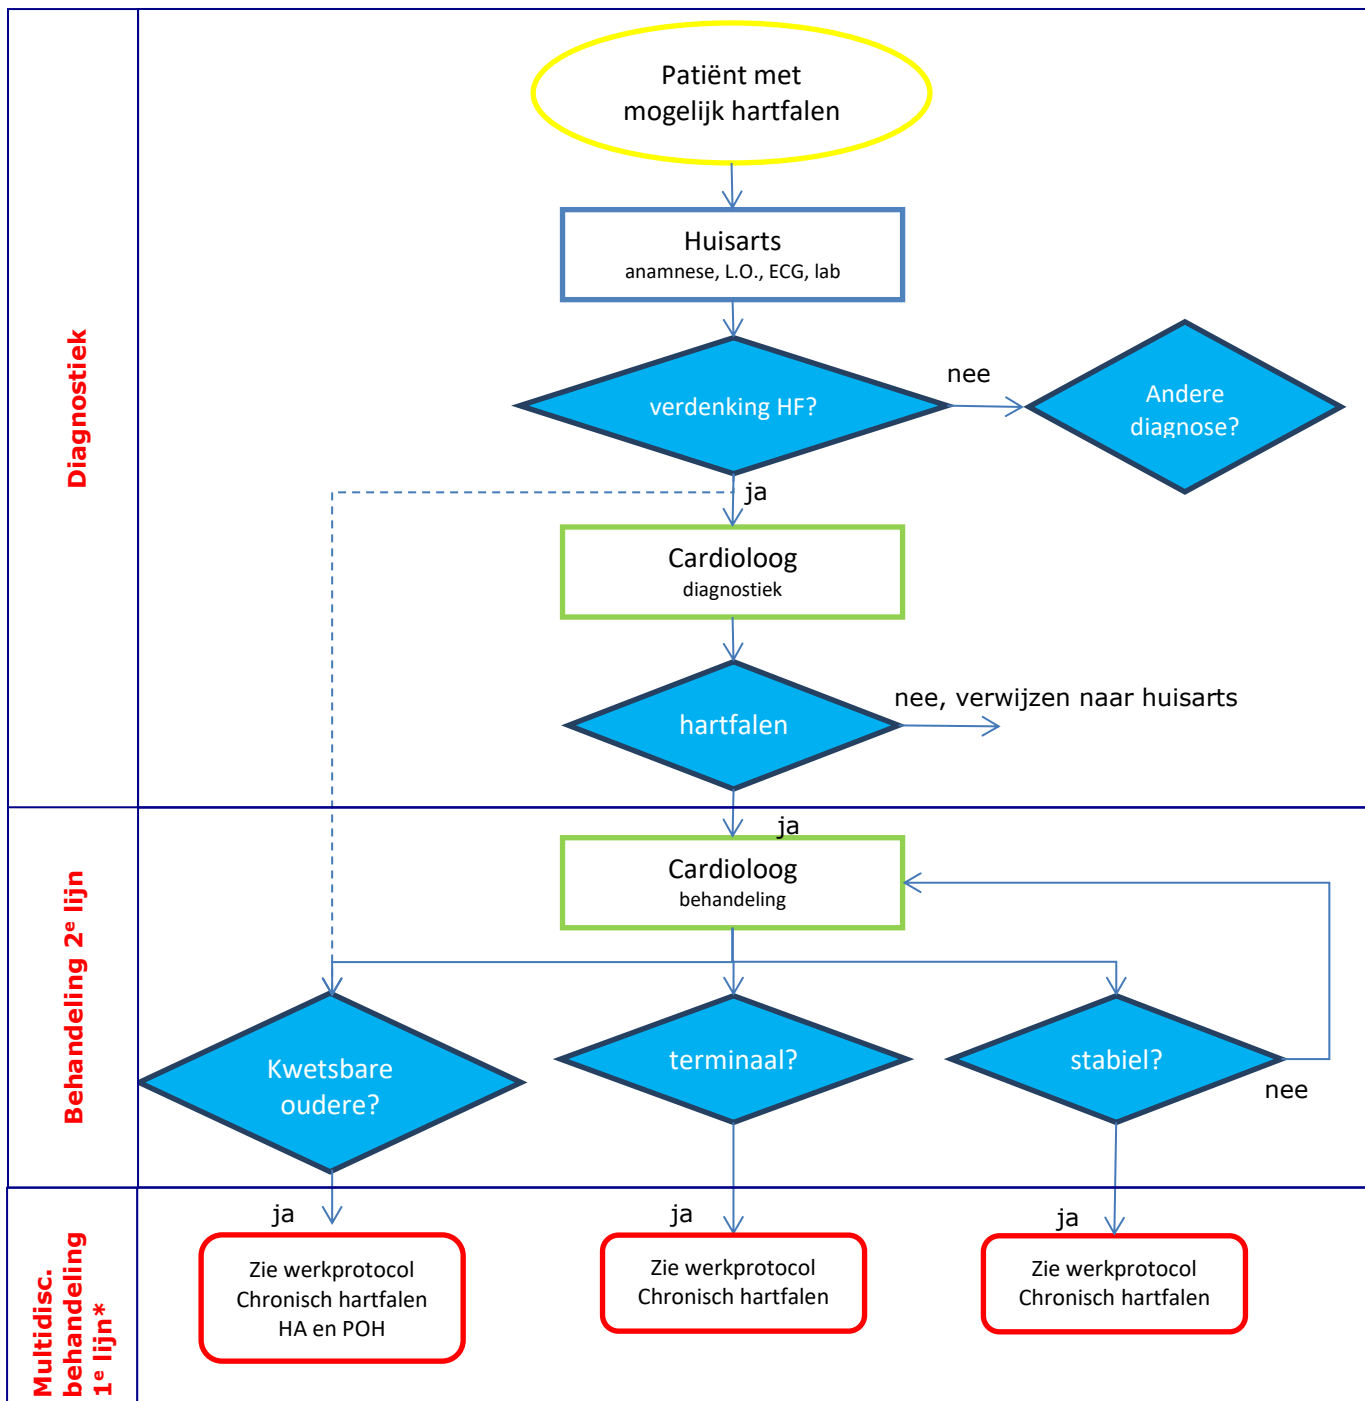 Diagnostiek
Patiënt met
mogelijk hartfalen
Huisarts
anamnese, L.O., ECG, lab
verdenking HF?
nee
Andere
diagnose?
ja
Cardioloog
diagnostiek
hartfalen
nee, verwijzen naar huisarts
Behandeling 2e lijn
ja
Cardioloog
behandeling
Kwetsbare
oudere?
terminaal?
stabiel?
nee
Multidisc.
behandeling
1e lijn*
ja
Zie werkprotocol
Chronisch hartfalen
HA en POH
ja
Zie werkprotocol
Chronisch hartfalen
ja
Zie werkprotocol
Chronisch hartfalen